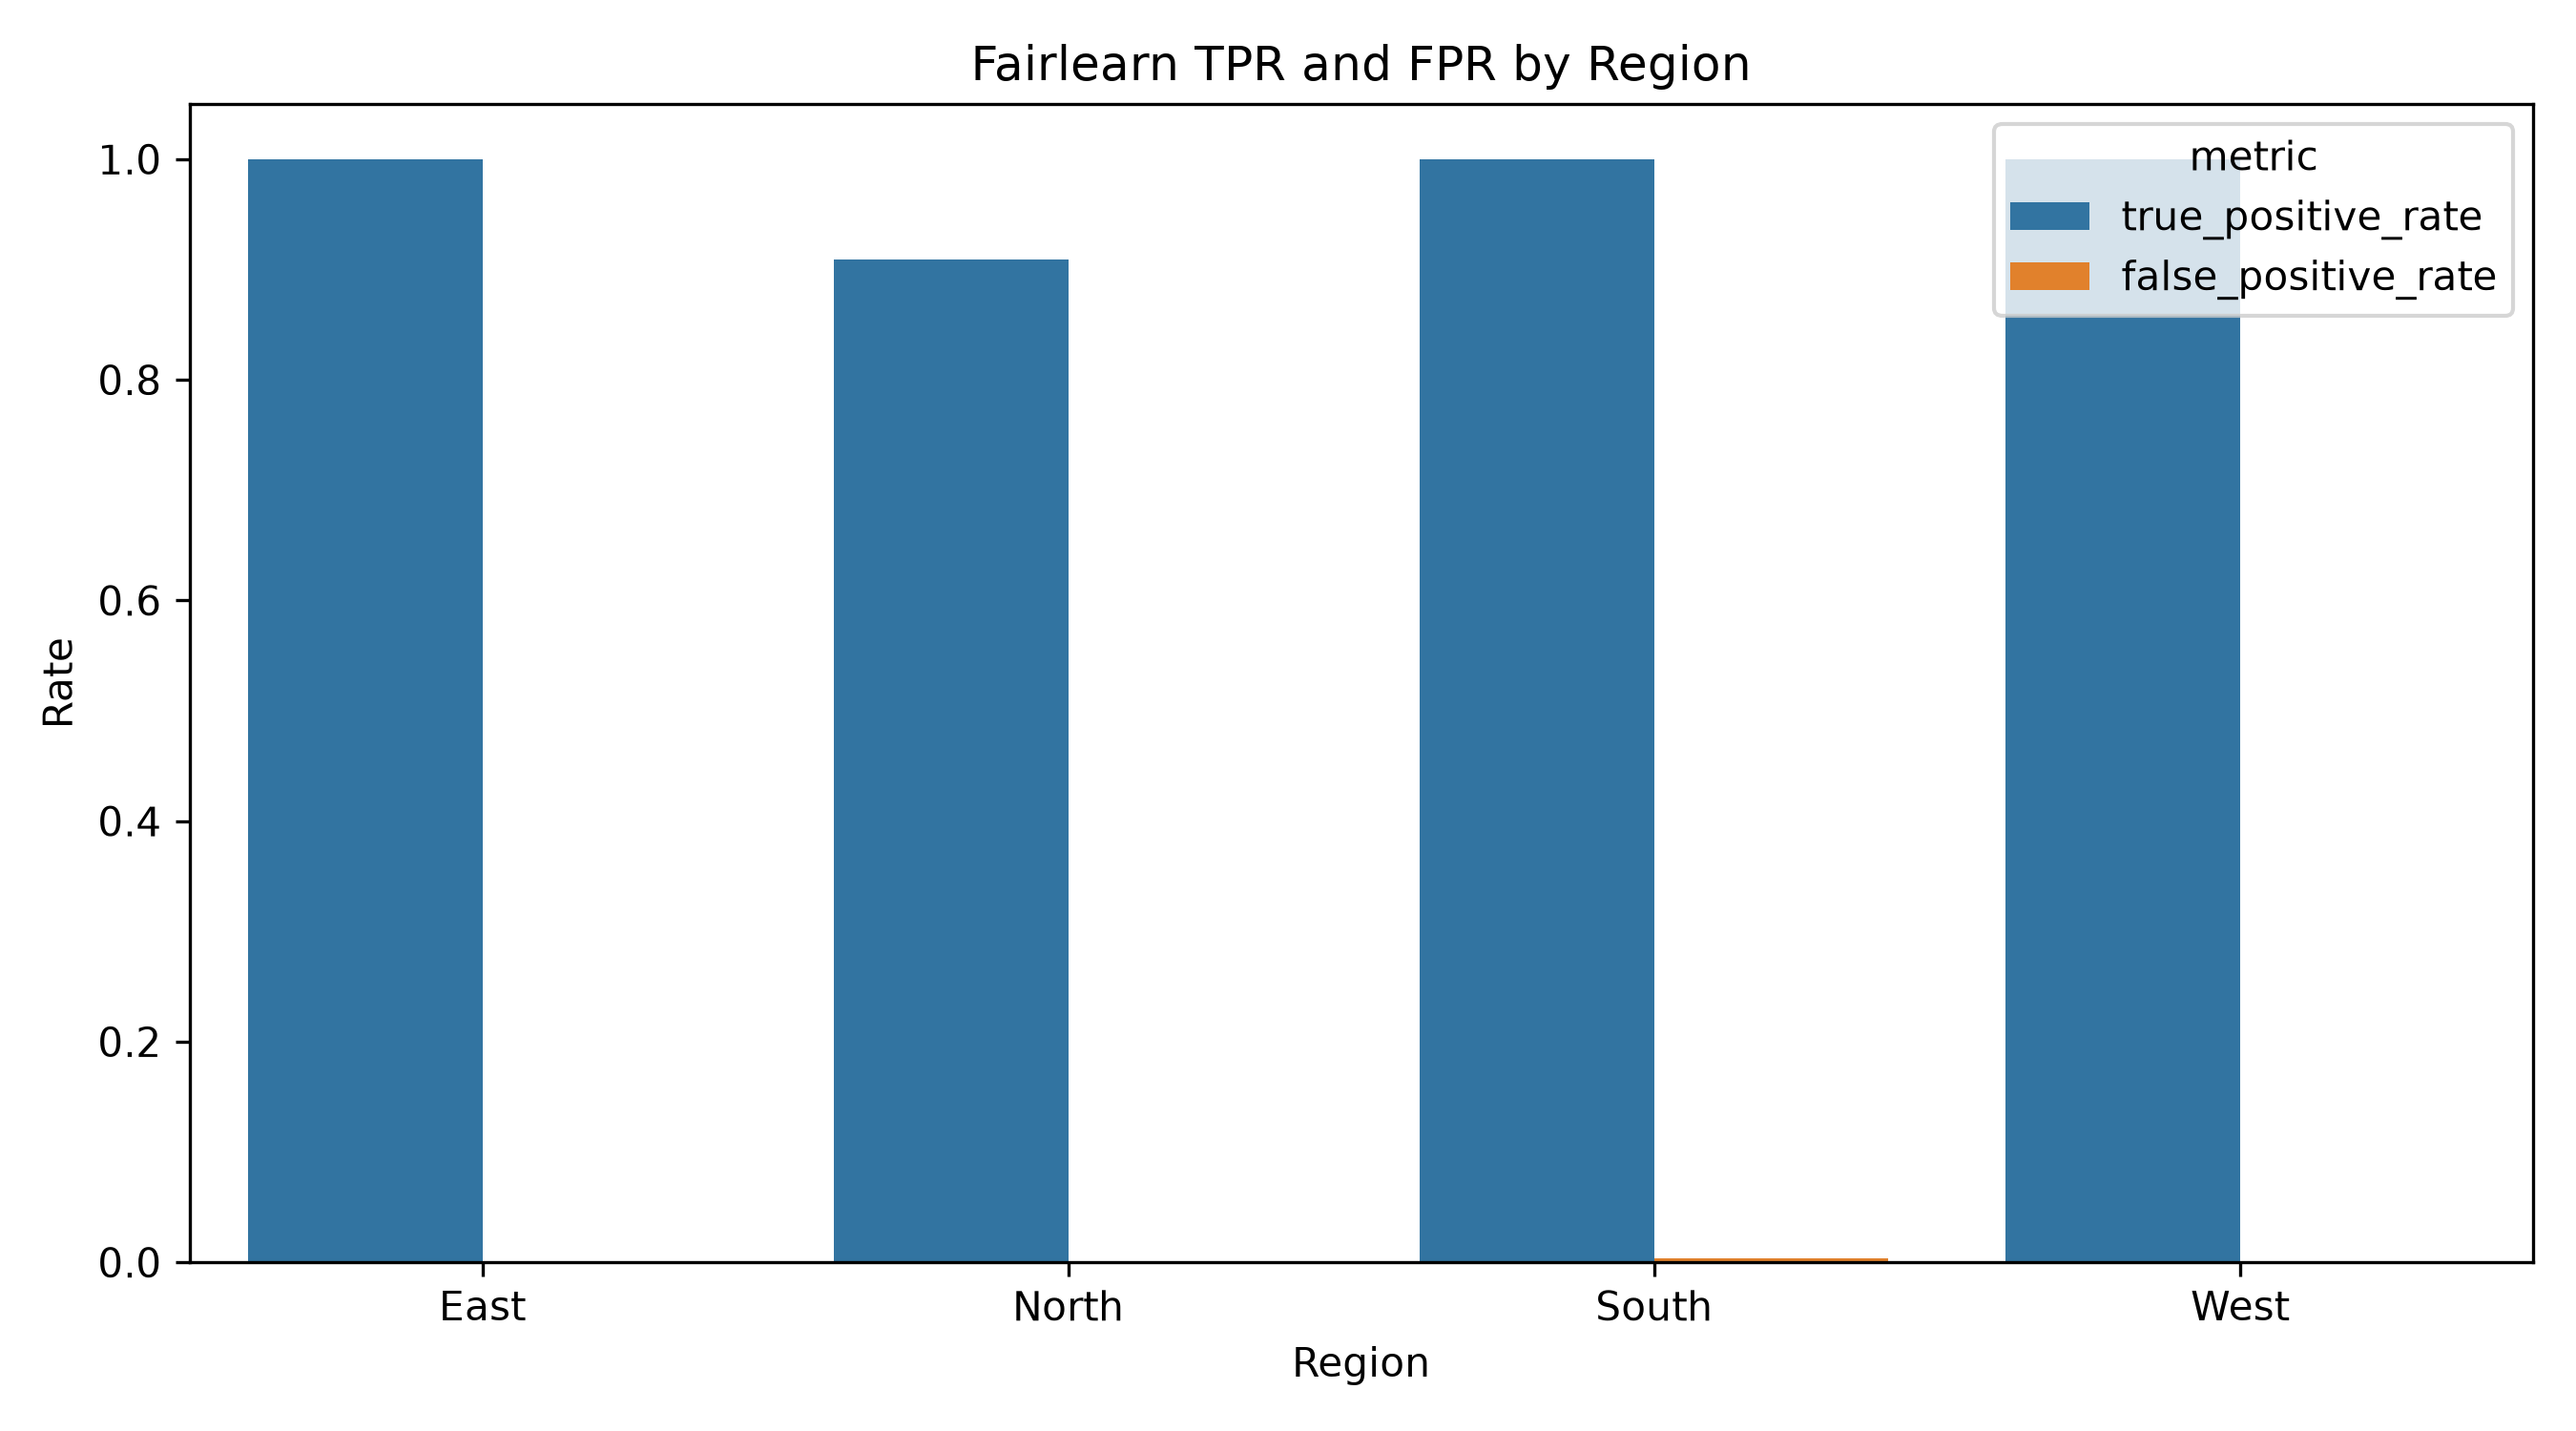 Fairlearn TPR and FPR by Region
metric
true_positive_rate
false_positive_rate
1.0
0.8
0.6
0.4
0.2
0.0
Rate
East North South West
Region